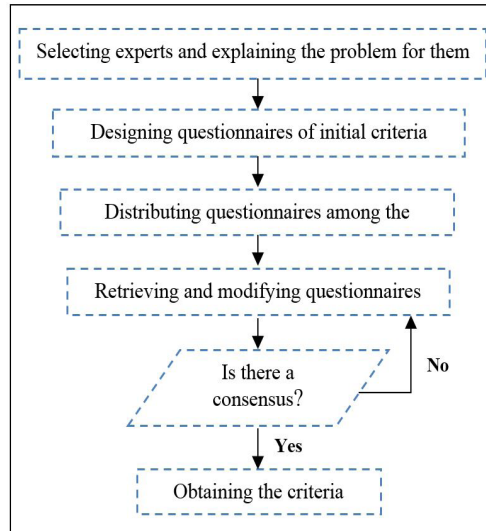 Selecting experts and explaining the problem for them
Designing questionnaires of initial criteria
Distributing questionnaires among the
Retrieving and modifying questionnaires
Is there a
consensus?
No
Yes
Obtaining the criteria